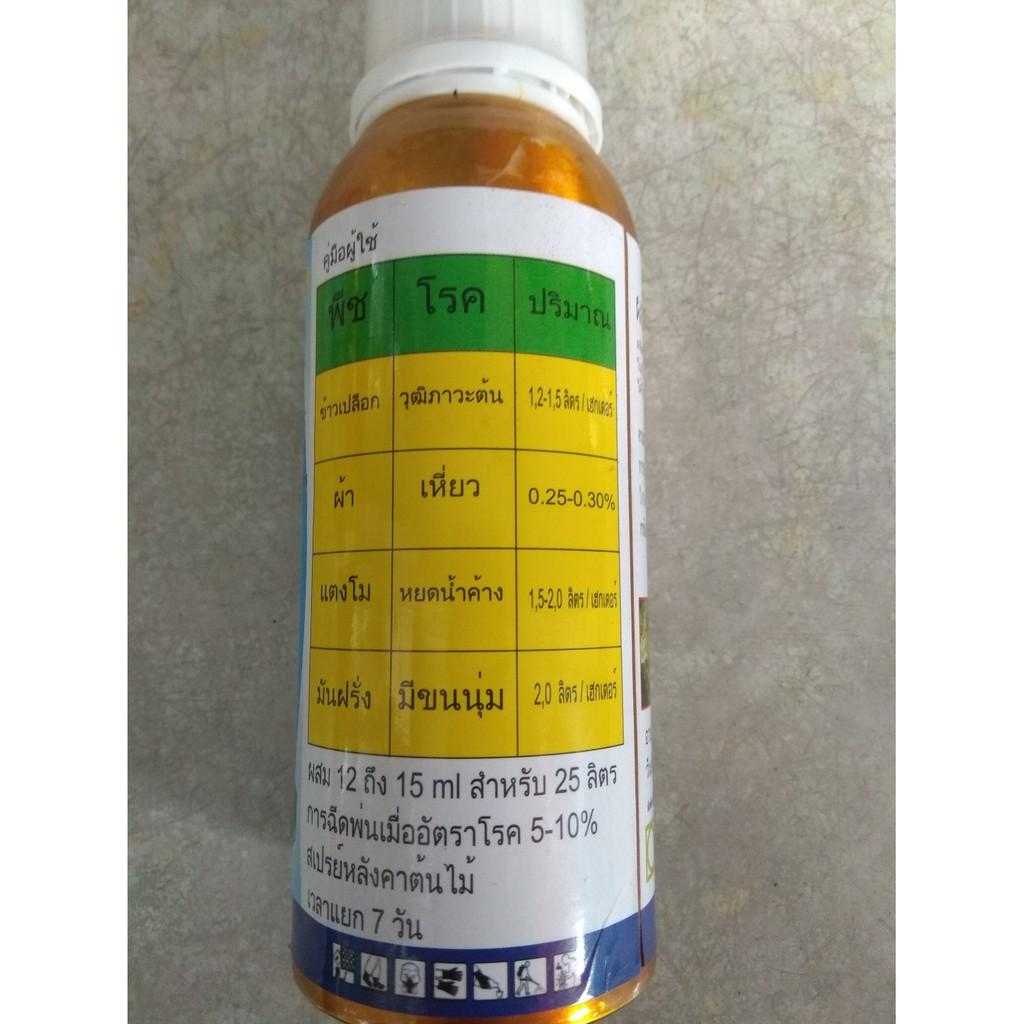 คู่มือผู้ใช้
พืช โรค ปริมาณ
ข้าวเปลือก วุฒิภาวะต้น 1,2-1,5 ลิตร / เฮกเตอร์
ผ้า เหี่ยว 0.25-0.30%
แตงโม หยดน้ำค้าง 1,5-2,0 ลิตร / เฮกเตอร์
มันฝรั่ง มีขนนุ่ม 2,0 ลิตร / เฮกเตอร์
ผสม 12 ถึง 15 ml สำหรับ 25 ลิตร
การฉีดพ่นเมื่ออัตราโรค 5-10%
สเปรย์หลังคาต้นไม้
เวลาแยก 7 วัน